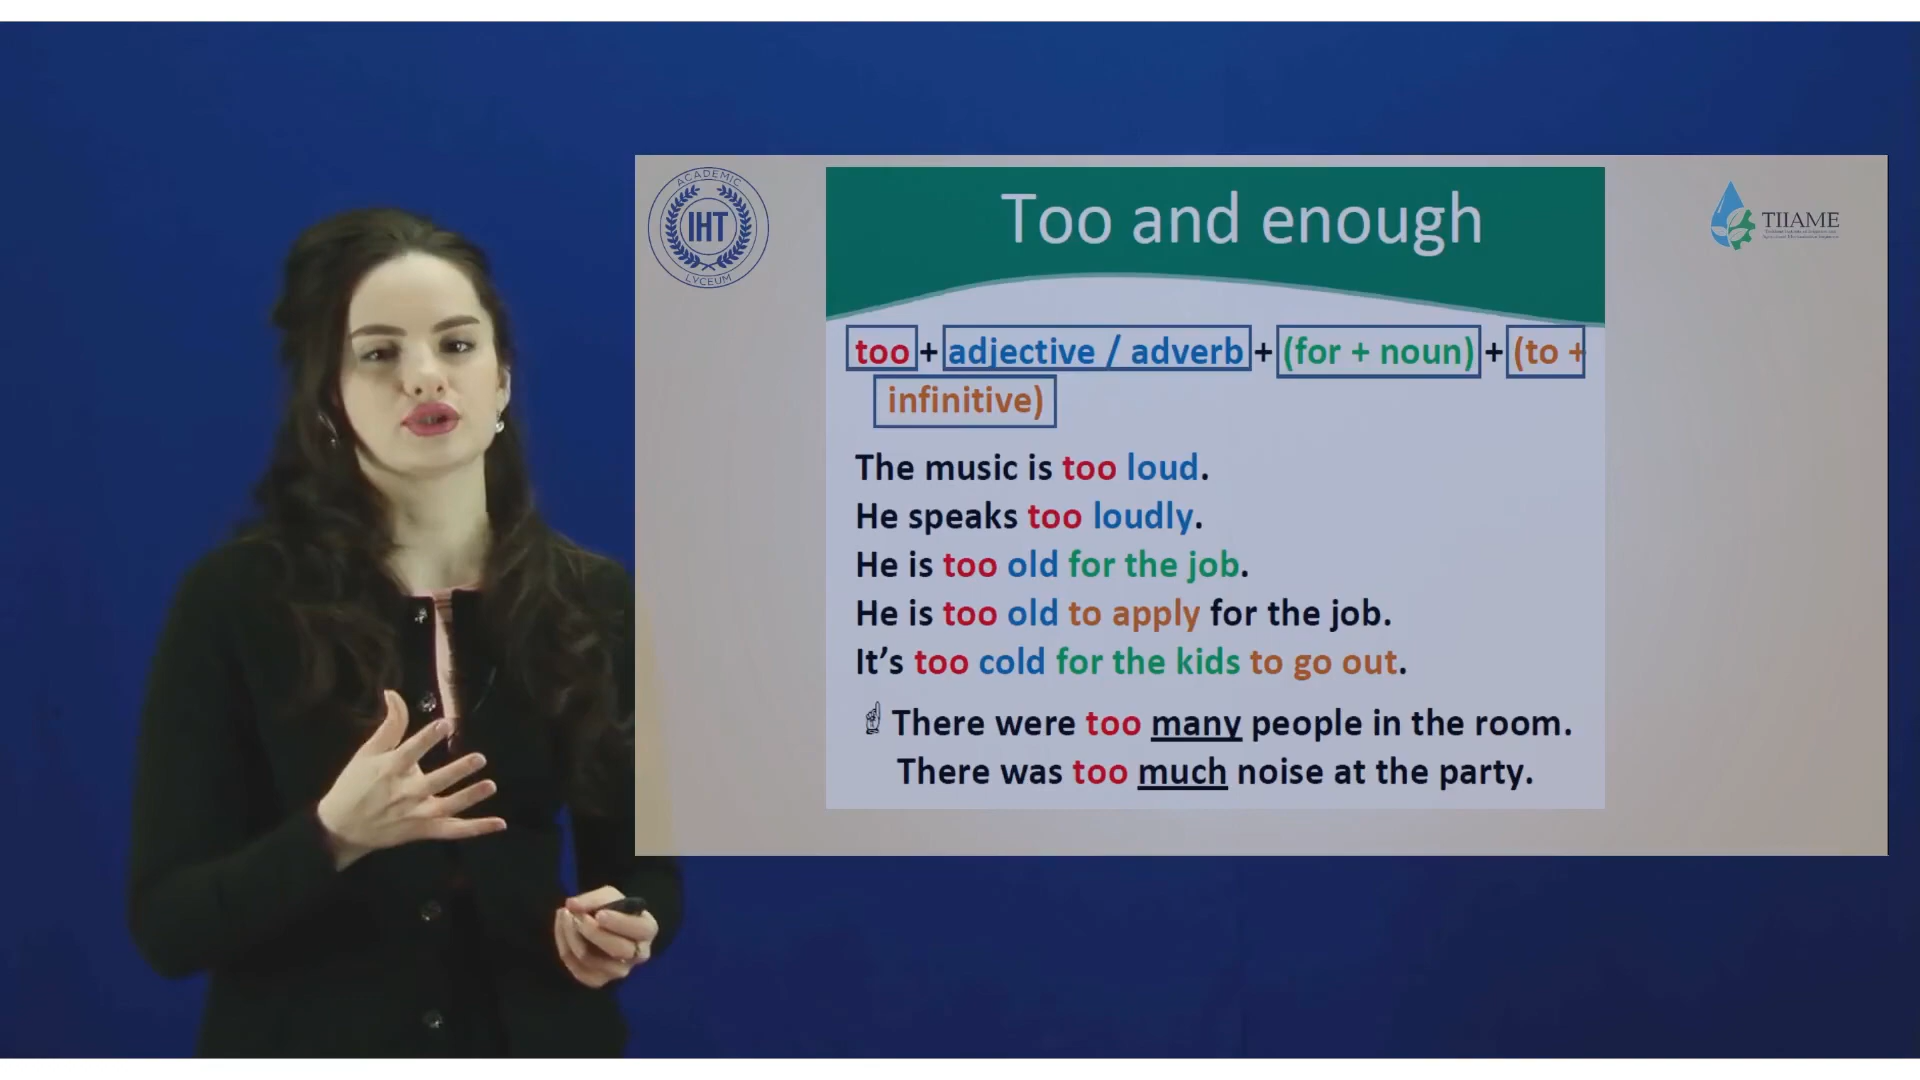 ACADEMIC
IHT
LYCEUM
Too and enough
TIIAME
too + adjective / adverb + (for + noun) + (to +
infinitive)
The music is too loud.
He speaks too loudly.
He is too old for the job.
He is too old to apply for the job.
It’s too cold for the kids to go out.
☝ There were too many people in the room.
There was too much noise at the party.